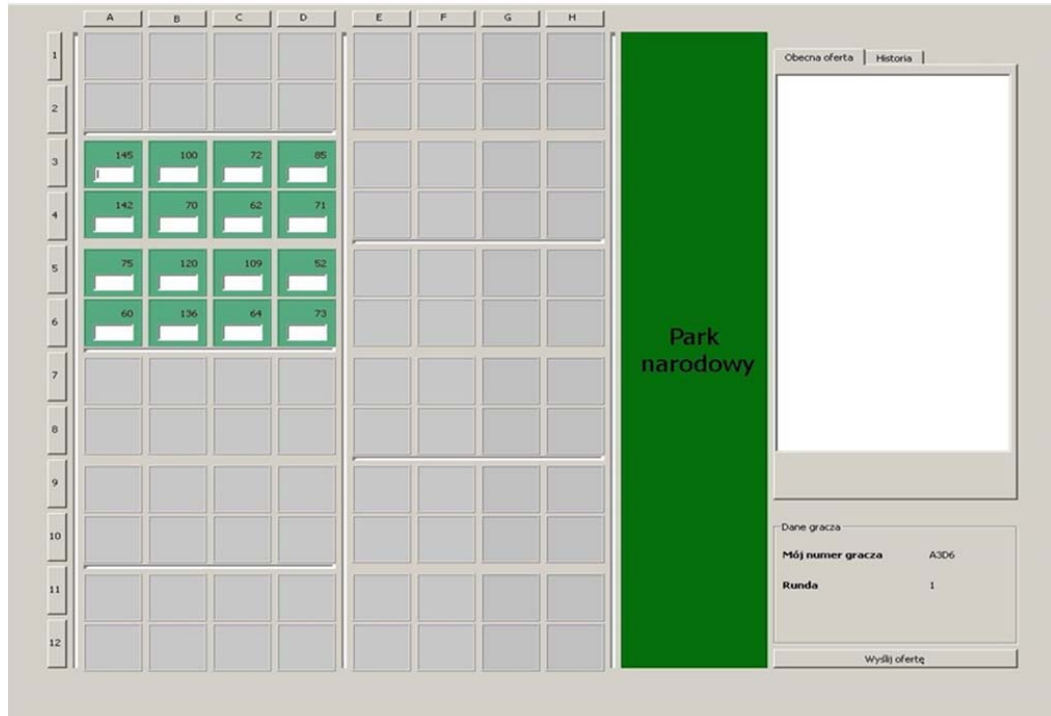 A B C D E F G H
1
2
3 145 100 72 85
4 142 70 62 71
5 75 120 109 52
6 60 136 64 73
7
8
9
10
11
12
Park
narodowy
Obecna oferta Historia
Dane gracza
Mój numer gracza A3D6
Runda 1
Wyślij ofertę